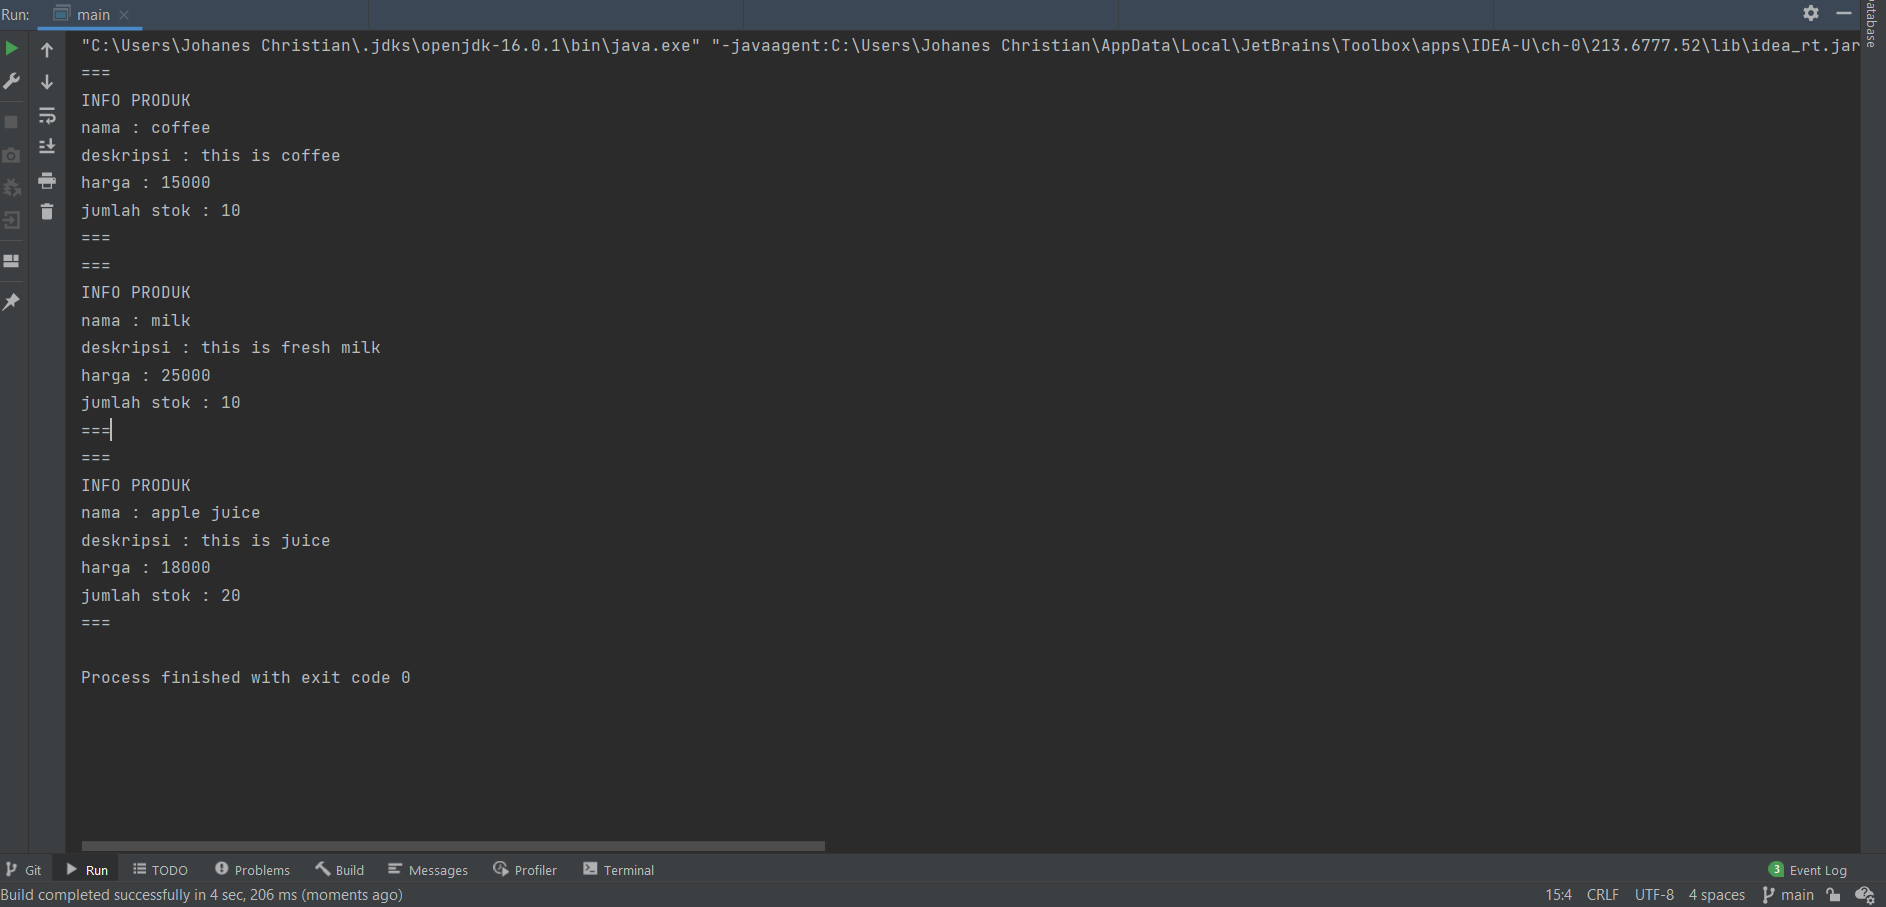 Run: main
"C:\Users\Johanes Christian\.jdks\openjdk-16.0.1\bin\java.exe" "-javaagent:C:\Users\Johanes Christian\AppData\Local\JetBrains\Toolbox\apps\IDEA-U\ch-0\213.6777.52\lib\idea_rt.jar
===
INFO PRODUK
nama : coffee
deskripsi : this is coffee
harga : 15000
jumlah stok : 10
===
===
INFO PRODUK
nama : milk
deskripsi : this is fresh milk
harga : 25000
jumlah stok : 10
===
===
INFO PRODUK
nama : apple juice
deskripsi : this is juice
harga : 18000
jumlah stok : 20
===
Process finished with exit code 0
atabase
Git Run TODO Problems Build Messages Profiler Terminal 3 Event Log
Build completed successfully in 4 sec, 206 ms (moments ago) 15:4 CRLF UTF-8 4 spaces main